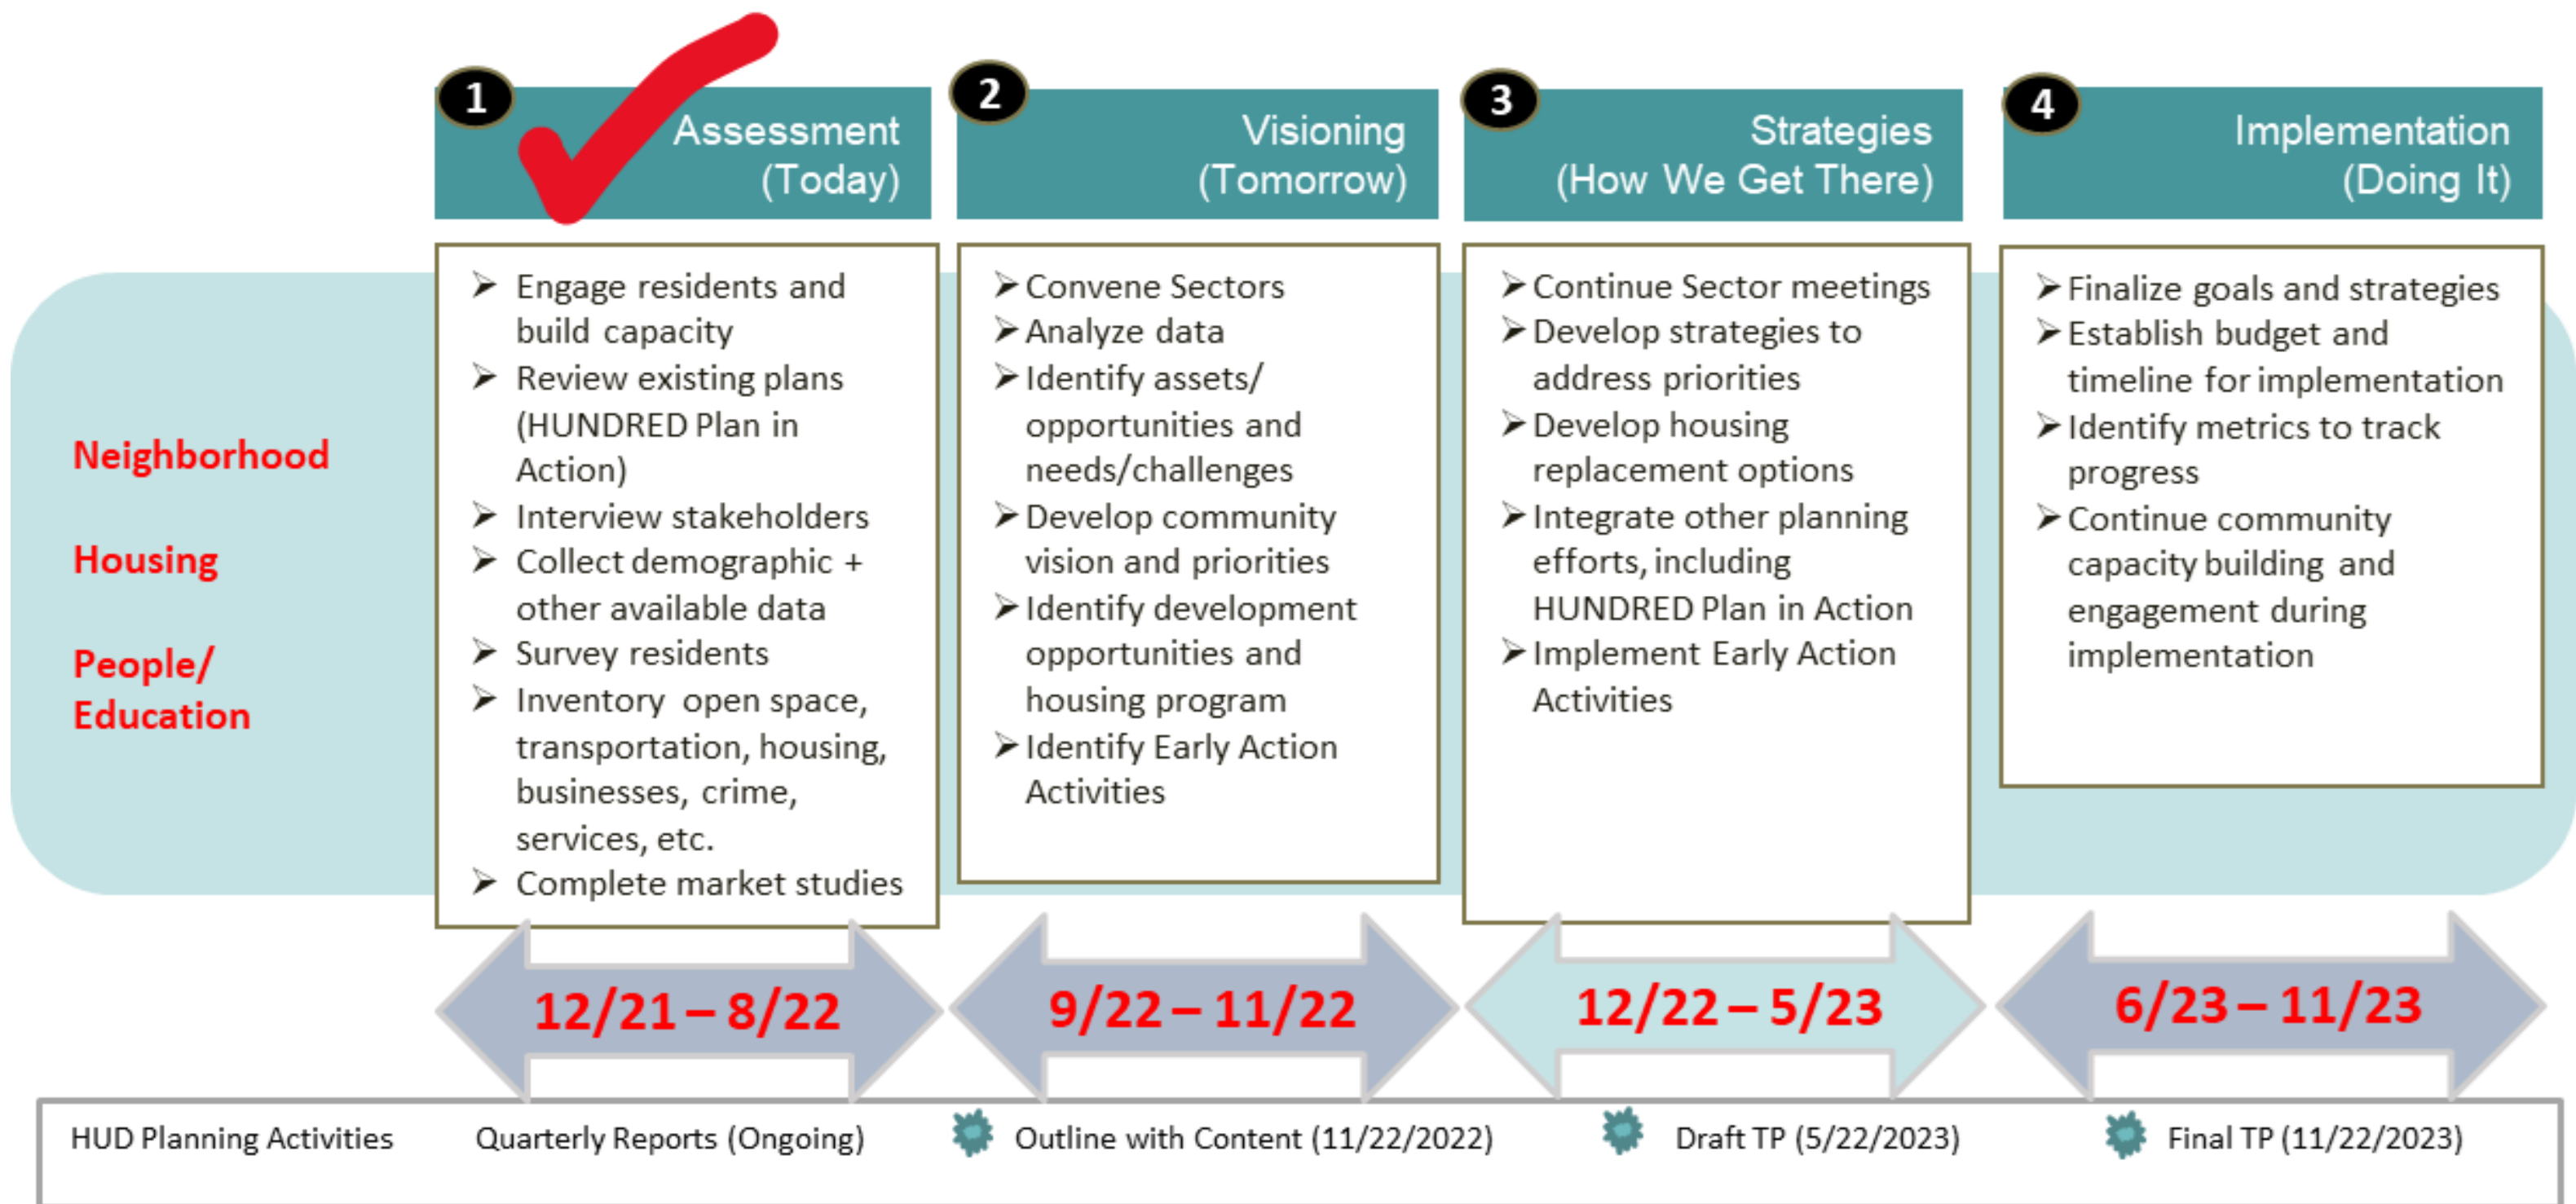 1
Assessment
(Today)
2
Visioning
(Tomorrow)
3
Strategies
(How We Get There)
4
Implementation
(Doing It)
Neighborhood
Housing
People/
Education
Engage residents and
build capacity
Review existing plans
(HUNDRED Plan in
Action)
Interview stakeholders
Collect demographic +
other available data
Survey residents
Inventory open space,
transportation, housing,
businesses, crime,
services, etc.
Complete market studies
Convene Sectors
Analyze data
Identify assets/
opportunities and
needs/challenges
Develop community
vision and priorities
Identify development
opportunities and
housing program
Identify Early Action
Activities
Continue Sector meetings
Develop strategies to
address priorities
Develop housing
replacement options
Integrate other planning
efforts, including
HUNDRED Plan in Action
Implement Early Action
Activities
Finalize goals and strategies
Establish budget and
timeline for implementation
Identify metrics to track
progress
Continue community
capacity building and
engagement during
implementation
12/21 – 8/22
9/22 – 11/22
12/22 – 5/23
6/23 – 11/23
HUD Planning Activities
Quarterly Reports (Ongoing)
Outline with Content (11/22/2022)
Draft TP (5/22/2023)
Final TP (11/22/2023)